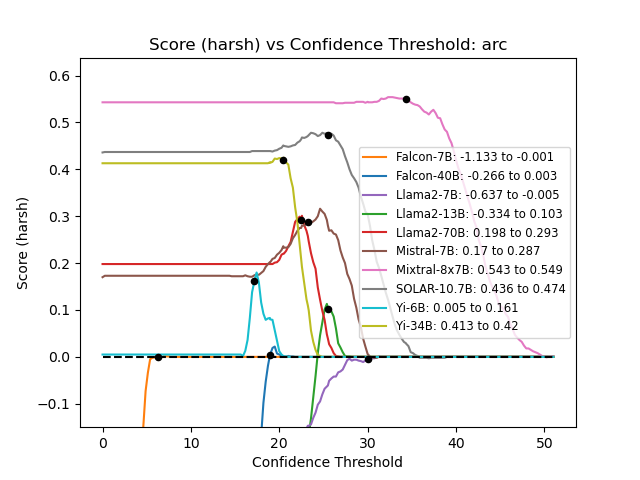 Score (harsh) vs Confidence Threshold: arc
Score (harsh)
0.6
0.5
0.4
0.3
0.2
0.1
0.0
−0.1
Falcon-7B: -1.133 to -0.001
Falcon-40B: -0.266 to 0.003
Llama2-7B: -0.637 to -0.005
Llama2-13B: -0.334 to 0.103
Llama2-70B: 0.198 to 0.293
Mistral-7B: 0.17 to 0.287
Mixtral-8x7B: 0.543 to 0.549
SOLAR-10.7B: 0.436 to 0.474
Yi-6B: 0.005 to 0.161
Yi-34B: 0.413 to 0.42
0 10 20 30 40 50
Confidence Threshold